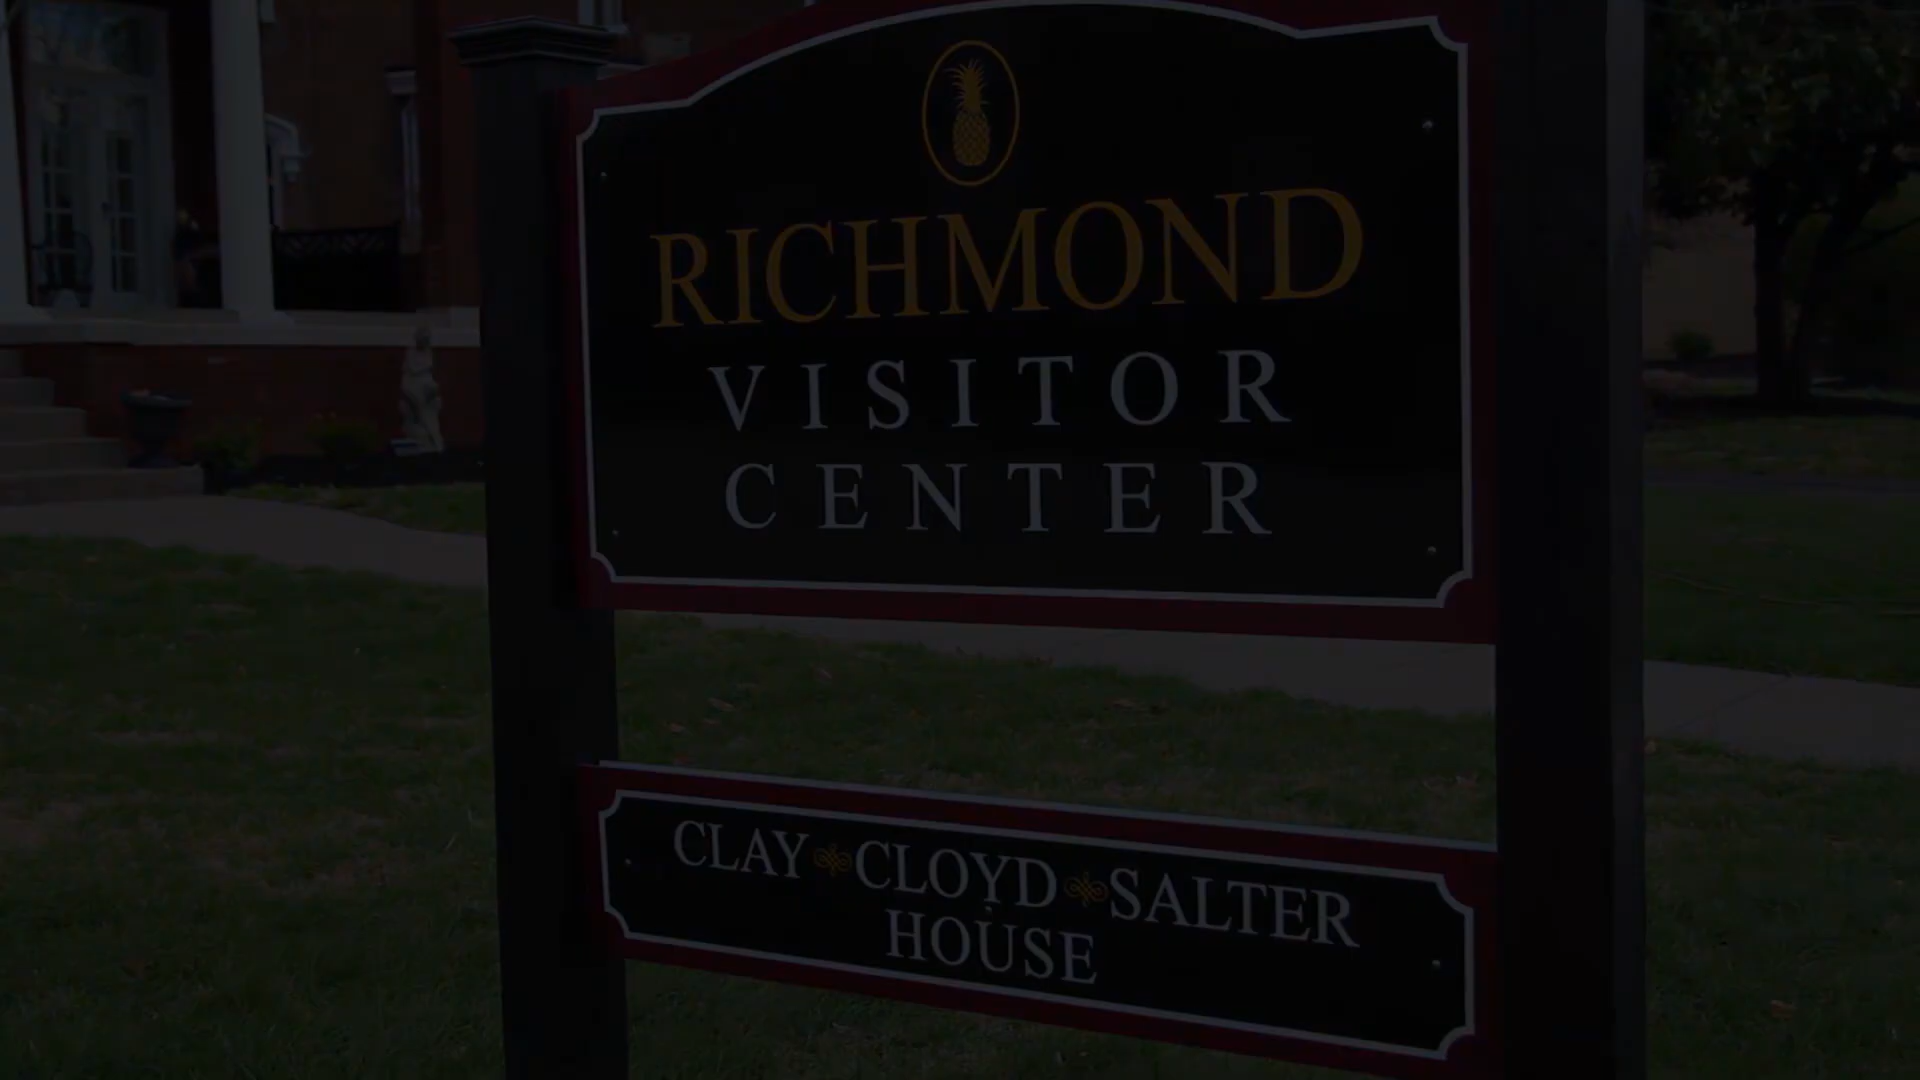 RICHMOND
VISITOR
CENTER
CLAY CLOYD SALTER
HOUSE